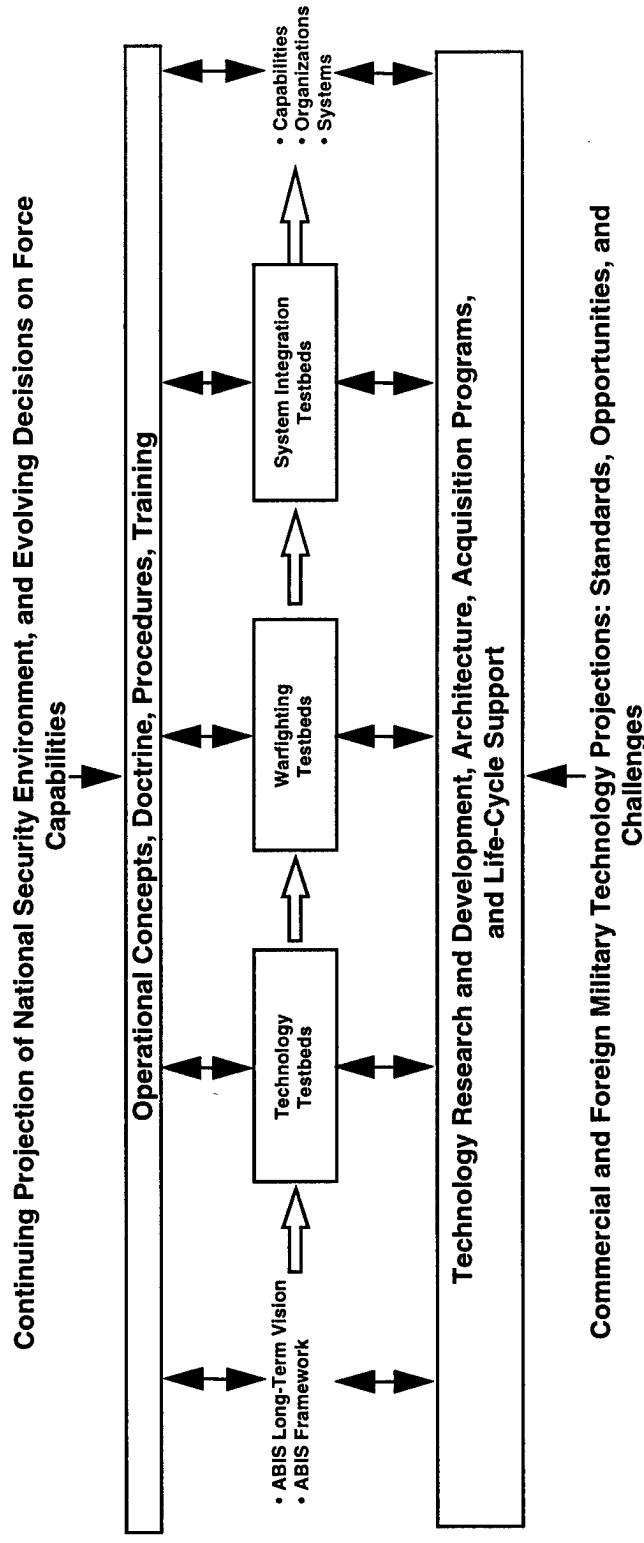 Continuing Projection of National Security Environment, and Evolving Decisions on Force
Capabilities
Operational Concepts, Doctrine, Procedures, Training
• ABIS Long-Term Vision
• ABIS Framework
Technology
Testbeds
Warfighting
Testbeds
System Integration
Testbeds
• Capabilities
• Organizations
• Systems
Technology Research and Development, Architecture, Acquisition Programs,
and Life-Cycle Support
Commercial and Foreign Military Technology Projections: Standards, Opportunities, and
Challenges